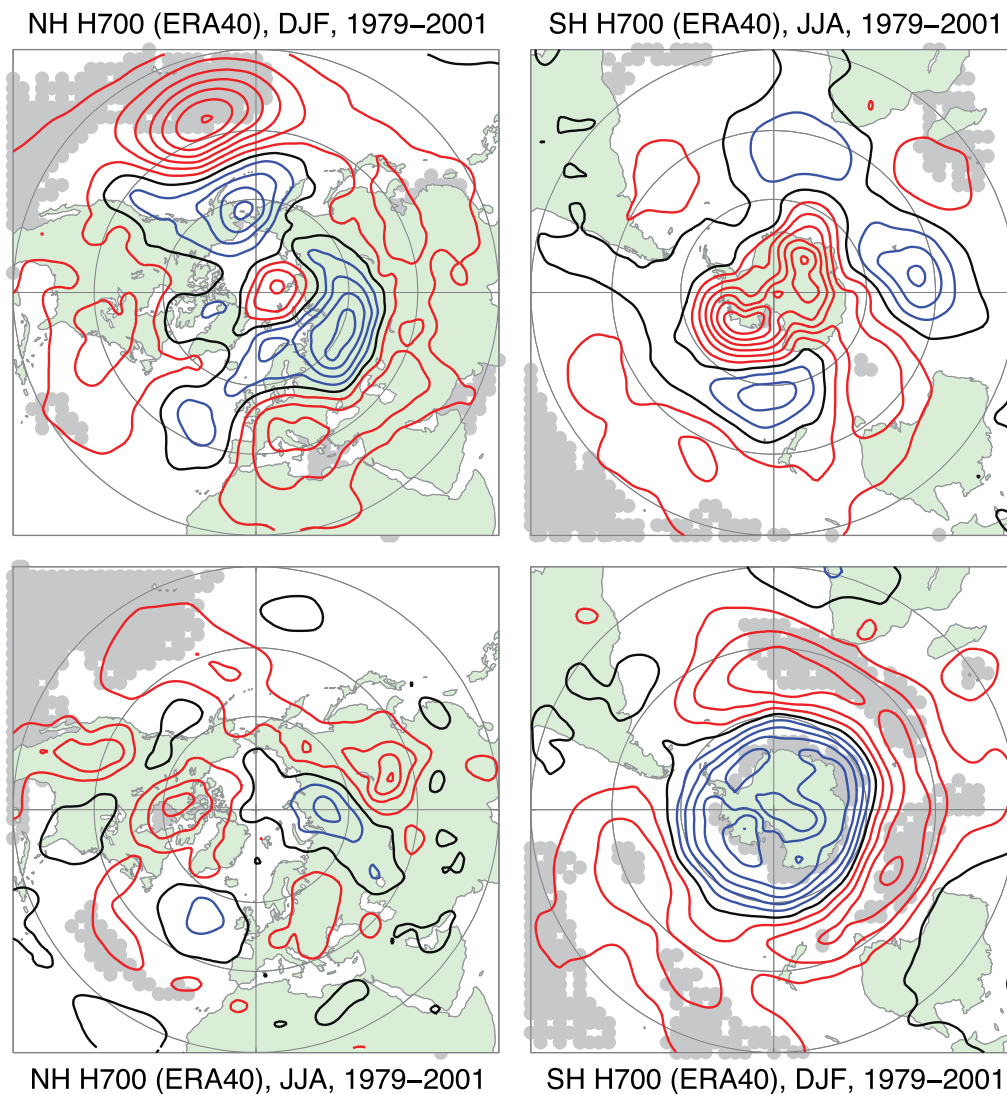 NH H700 (ERA40), DJF, 1979−2001
SH H700 (ERA40), JJA, 1979−2001
NH H700 (ERA40), JJA, 1979−2001
SH H700 (ERA40), DJF, 1979−2001